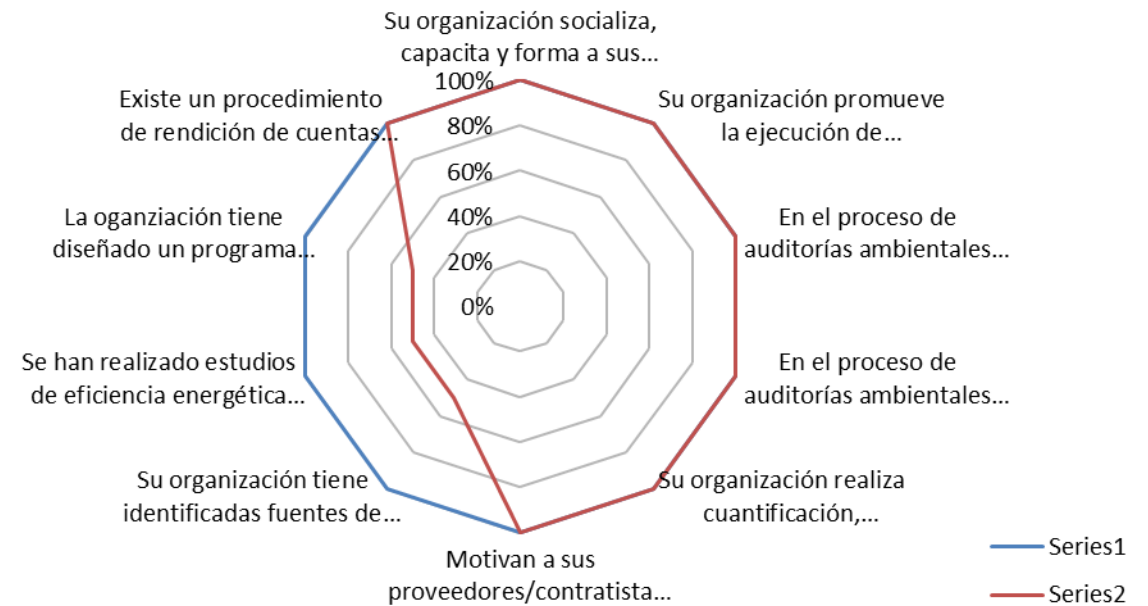 Su organización socializa,
capacita y forma a sus...
Su organización promueve
la ejecución de...
En el proceso de
auditorías ambientales...
En el proceso de
auditorías ambientales...
Su organización realiza
cuantificación,...
Motivan a sus
proveedores/contratista...
Su organización tiene
identificadas fuentes de...
Se han realizado estudios
de eficiencia energética...
La oganziación tiene
diseñado un programa...
Existe un procedimiento
de rendición de cuentas...
100%
80%
60%
40%
20%
0%
Series1
Series2